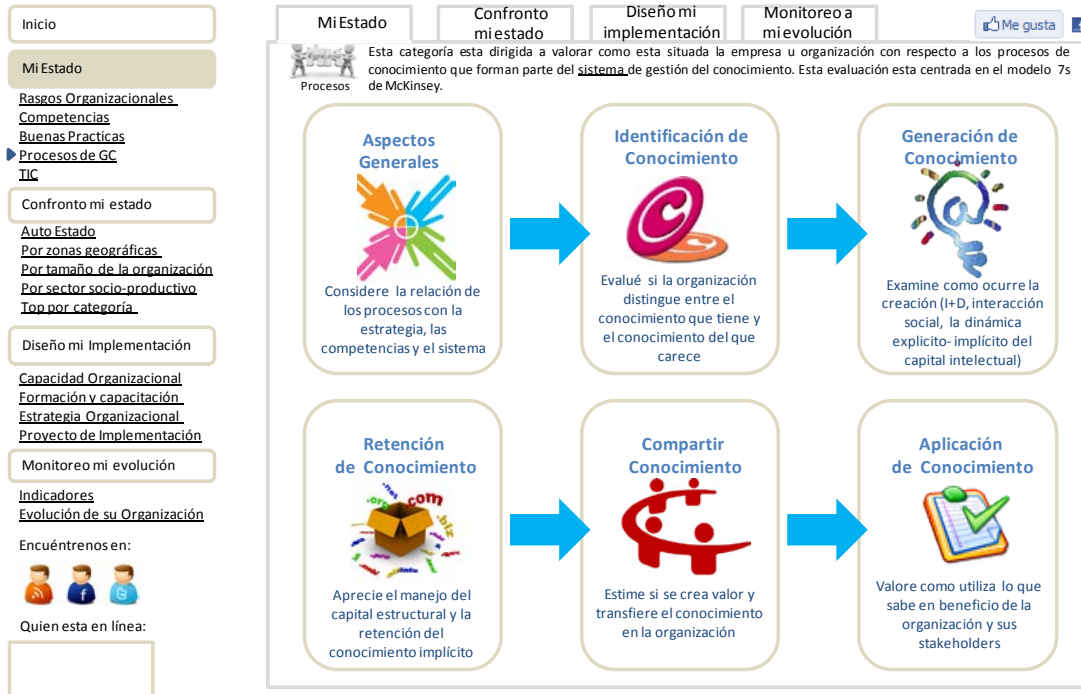 Inicio
Mi Estado
Rasgos Organizacionales
Competencias
Buenas Practicas
Procesos de GC
TIC
Confronto mi estado
Auto Estado
Por zonas geográficas
Por tamaño de la organización
Por sector socio-productivo
Top por categoría
Diseño mi Implementación
Capacidad Organizacional
Formación y capacitación
Estrategia Organizacional
Proyecto de Implementación
Monitoreo mi evolución
Indicadores
Evolución de su Organización
Encuéntrenos en:
Quien esta en línea:
Mi Estado
Confronto
mi estado
Diseño mi
implementación
Monitoreo a
mi evolución
Me gusta
Procesos
Esta categoría esta dirigida a valorar como esta situada la empresa u organización con respecto a los procesos de
conocimiento que forman parte del sistema de gestión del conocimiento. Esta evaluación esta centrada en el modelo 7s
de McKinsey.
Aspectos
Generales
Considere la relación de
los procesos con la
estrategia, las
competencias y el sistema
Identificación de
Conocimiento
Evalué si la organización
distingue entre el
conocimiento que tiene y
el conocimiento del que
carece
Generación de
Conocimiento
Examine como ocurre la
creación (I+D, interacción
social, la dinámica
explicito- implícito del
capital intelectual)
Retención
de Conocimiento
.net
.org
.com
.biz
.info
Aprecie el manejo del
capital estructural y la
retención del
conocimiento implícito
Compartir
Conocimiento
Estime si se crea valor y
transfiere el conocimiento
en la organización
Aplicación
de Conocimiento
Valore como utiliza lo que
sabe en beneficio de la
organización y sus
stakeholders